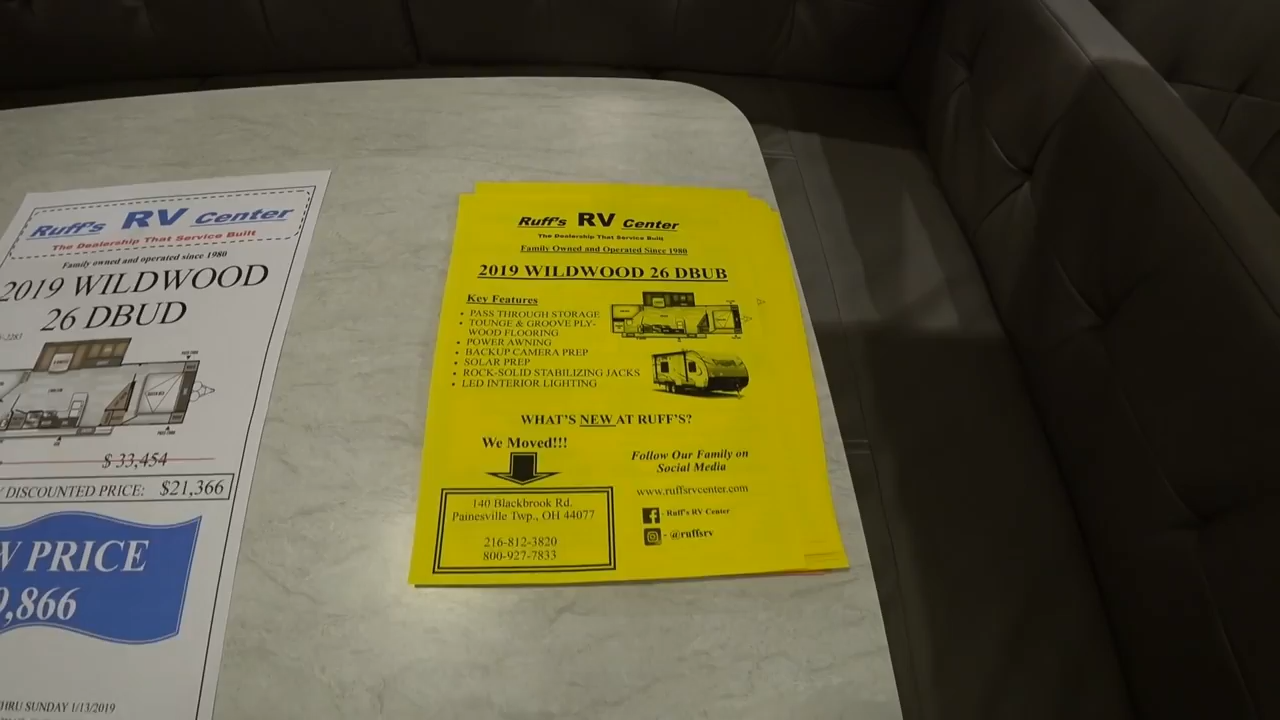 Ruff's RV Center
The Dealership That Service Built
Family owned and operated since 1980
2019 WILDWOOD
26 DBUD
$ 33,454
DISCOUNTED PRICE: $21,366
PRICE
,866
SUNDAY 1/13/2019
Ruff's RV Center
The Dealership That Service Built
Family Owned and Operated Since 1980
2019 WILDWOOD 26 DBUB
Key Features
• PASS THROUGH STORAGE
• TOUNGE & GROOVE PLY-
WOOD FLOORING
• POWER AWNING
• BACKUP CAMERA PREP
• SOLAR PREP
• ROCK-SOLID STABILIZING JACKS
• LED INTERIOR LIGHTING
WHAT'S NEW AT RUFF'S?
We Moved!!!
140 Blackbrook Rd.
Painesville Twp., OH 44077
216-812-3820
800-927-7833
Follow Our Family on
Social Media
www.ruffsrvcenter.com
- Ruff's RV Center
- @ruffsrv